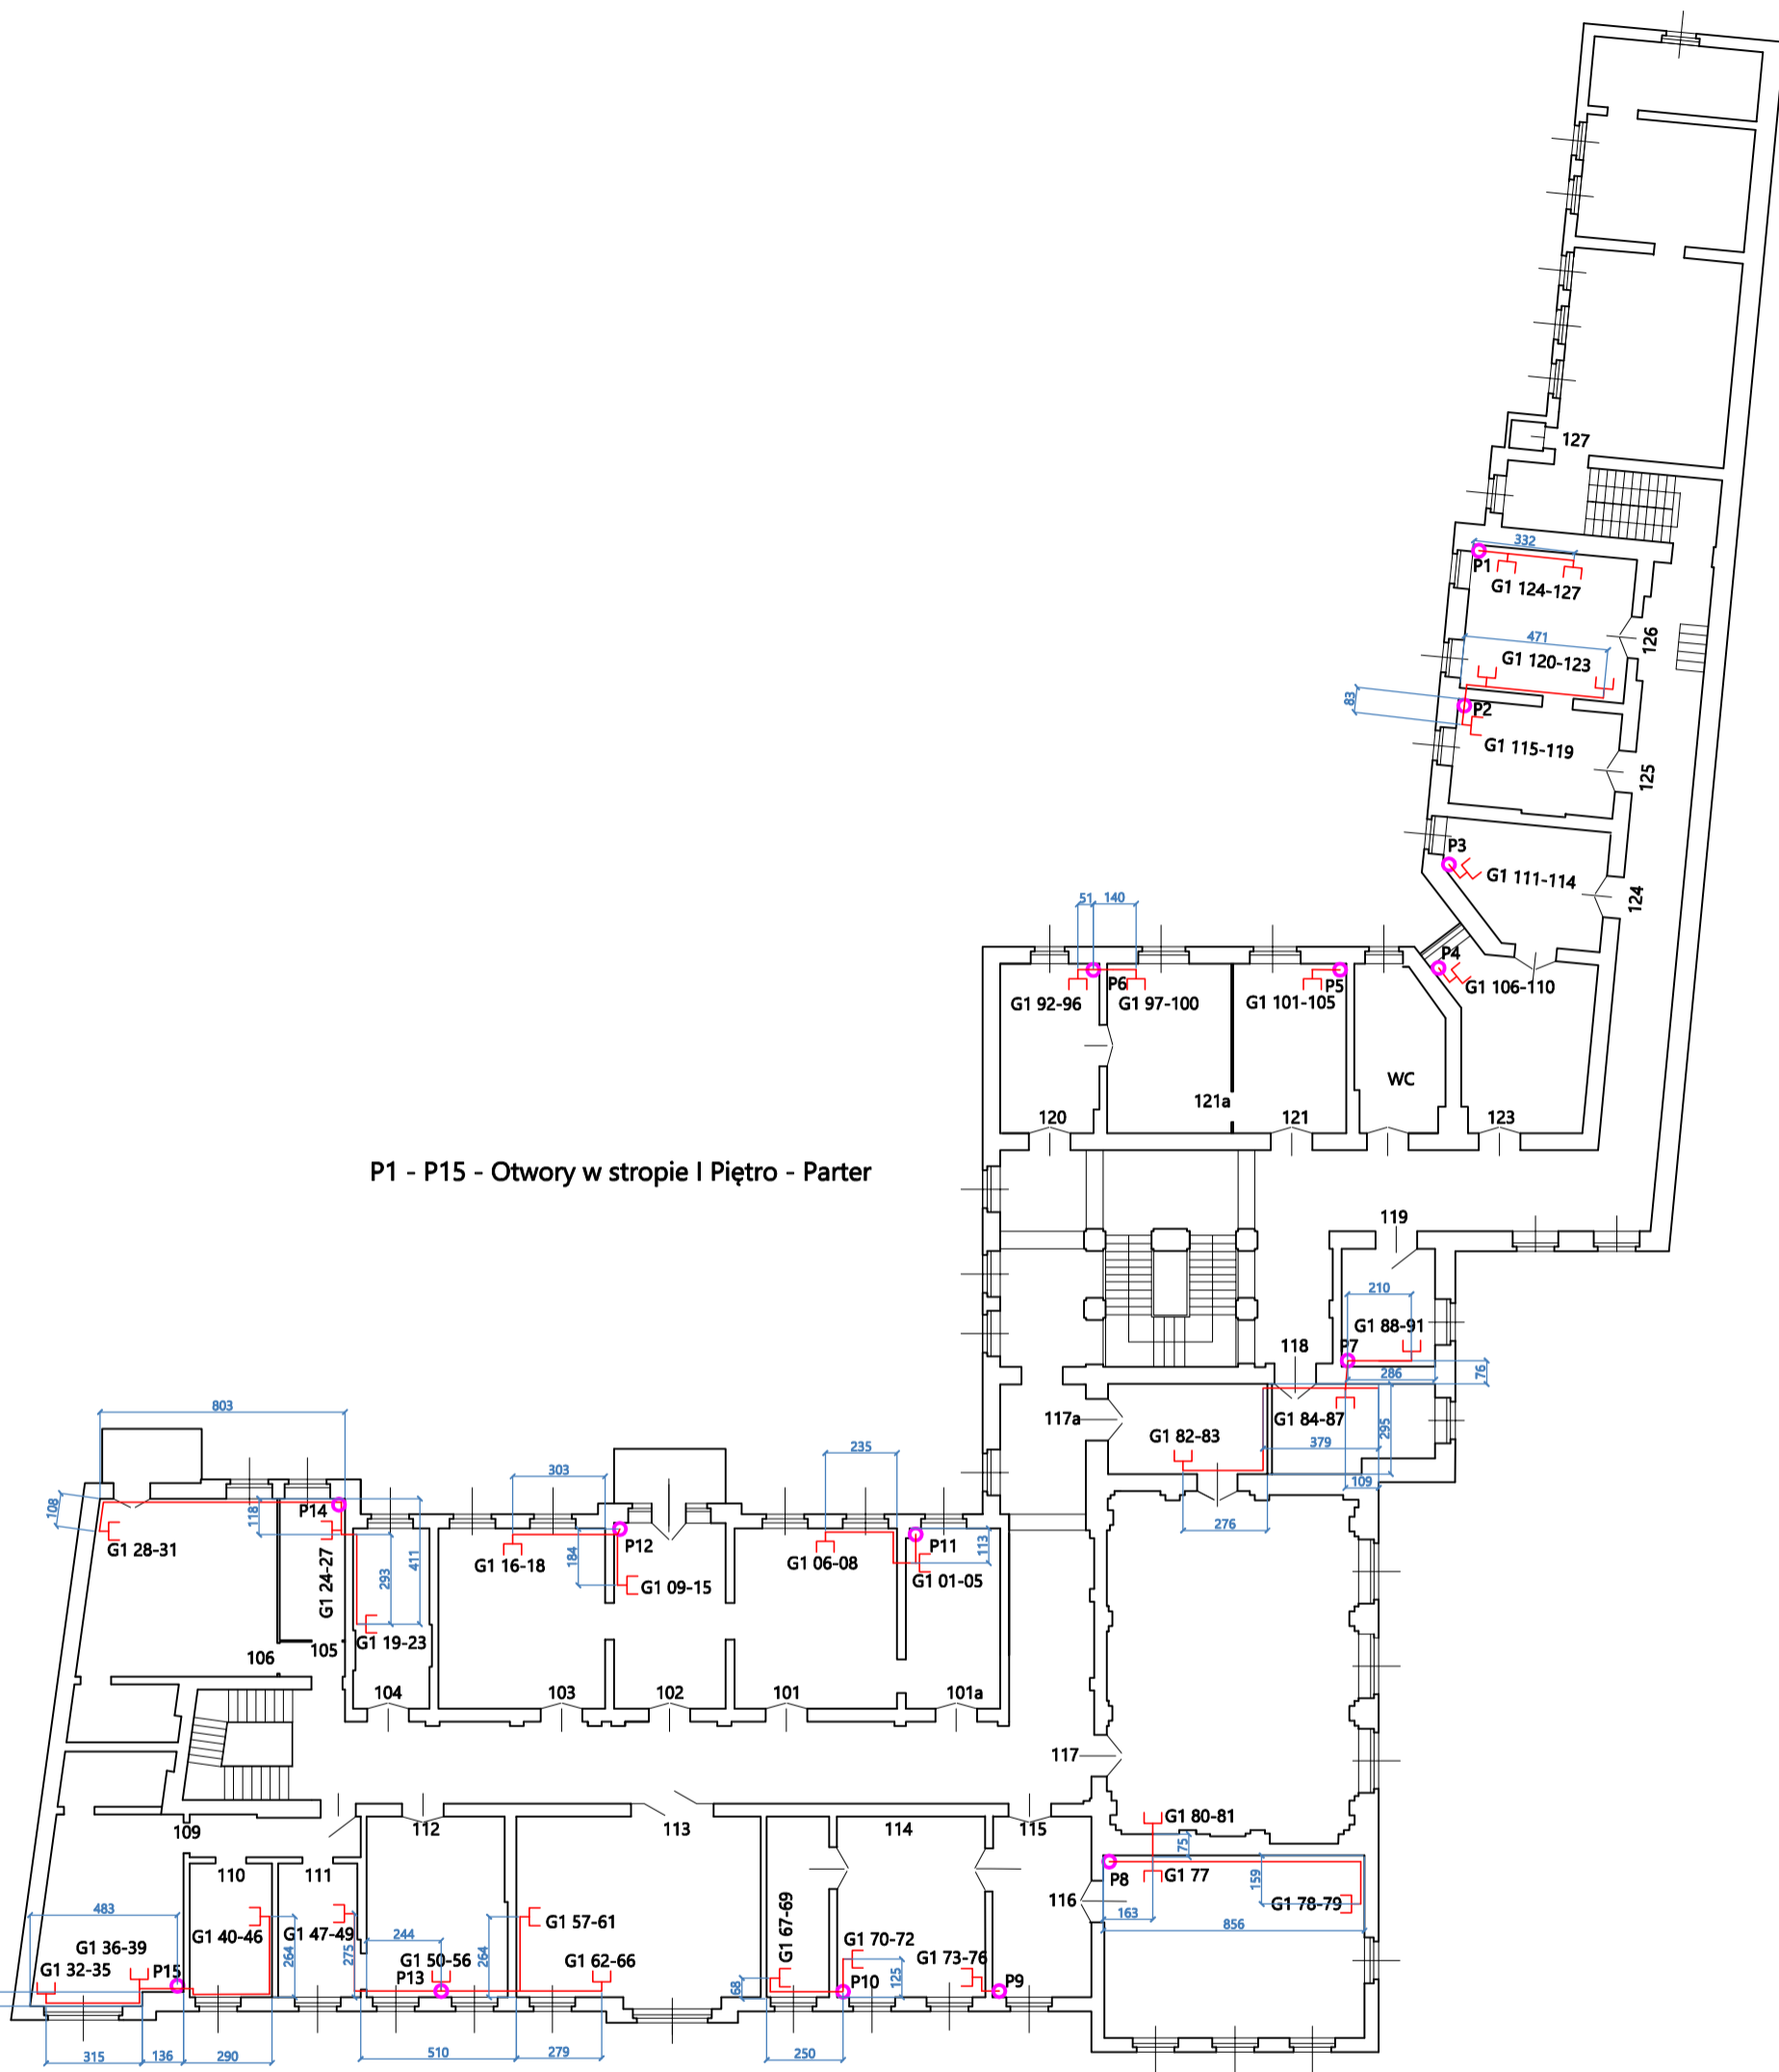 127
332
P1
G1 124-127
126
471
G1 120-123
83
P2
G1 115-119
125
P3
G1 111-114
124
51
140
P4
P6
P5
G1 106-110
G1 92-96
G1 97-100
G1 101-105
WC
121a
120
121
123
P1 - P15 - Otwory w stropie I Piętro - Parter
119
210
G1 88-91
118
P7
76
286
803
117a
G1 84-87
295
235
G1 82-83
379
303
109
108
118
P14
276
P12
P11
113
G1 28-31
G1 16-18
184
G1 06-08
411
G1 24-27
293
G1 09-15
G1 01-05
G1 19-23
105
106
104
103
102
101
101a
117
G1 80-81
109
112
113
114
115
75
110
111
P8
G1 77
159
116
G1 78-79
483
163
G1 57-61
G1 67-69
856
G1 40-46
G1 47-49
G1 70-72
G1 36-39
264
275
244
G1 50-56
264
G1 62-66
G1 73-76
G1 32-35
P15
P13
68
125
P10
P9
315
136
290
510
279
250